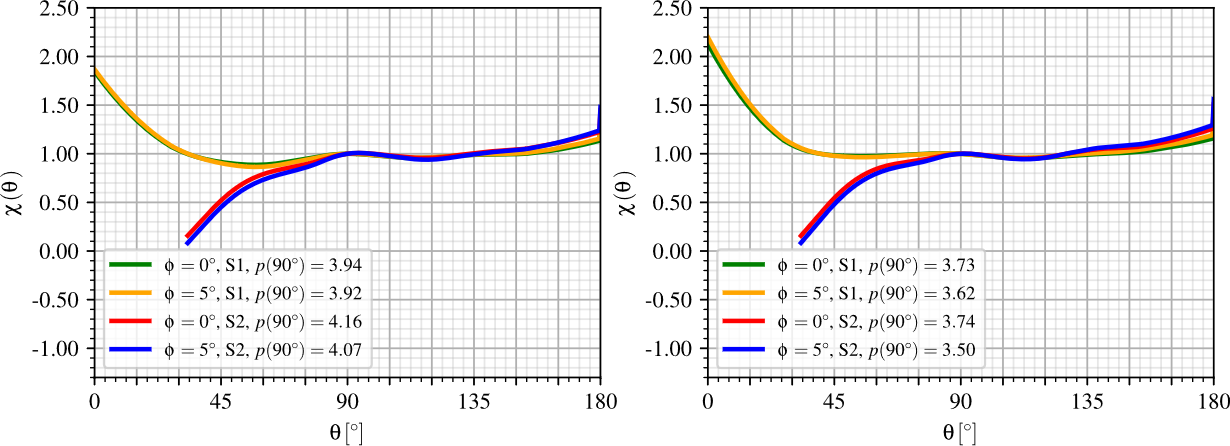 2.50
2.00
1.50
1.00
0.50
0.00
-0.50
-1.00
χ(θ)
ϕ = 0°, S1, p(90°) = 3.94
ϕ = 5°, S1, p(90°) = 3.92
ϕ = 0°, S2, p(90°) = 4.16
ϕ = 5°, S2, p(90°) = 4.07
0 45 90 135 180
θ [°]
2.50
2.00
1.50
1.00
0.50
0.00
-0.50
-1.00
χ(θ)
ϕ = 0°, S1, p(90°) = 3.73
ϕ = 5°, S1, p(90°) = 3.62
ϕ = 0°, S2, p(90°) = 3.74
ϕ = 5°, S2, p(90°) = 3.50
0 45 90 135 180
θ [°]